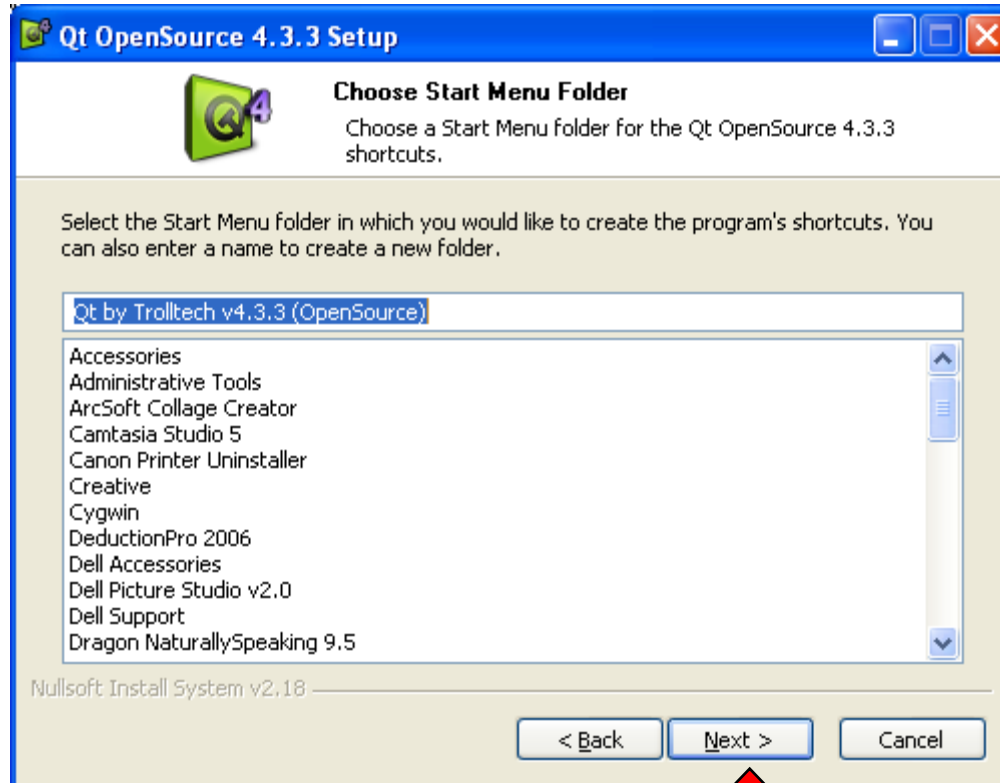 Qt OpenSource 4.3.3 Setup
4
Choose Start Menu Folder
Choose a Start Menu folder for the Qt OpenSource 4.3.3
shortcuts.
Select the Start Menu folder in which you would like to create the program's shortcuts. You
can also enter a name to create a new folder.
Qt by Trolltech v4.3.3 (OpenSource)
Accessories
Administrative Tools
ArcSoft Collage Creator
Camtasia Studio 5
Canon Printer Uninstaller
Creative
Cygwin
DeductionPro 2006
Dell Accessories
Dell Picture Studio v2.0
Dell Support
Dragon NaturallySpeaking 9.5
Nullsoft Install System v2.18
< Back Next > Cancel